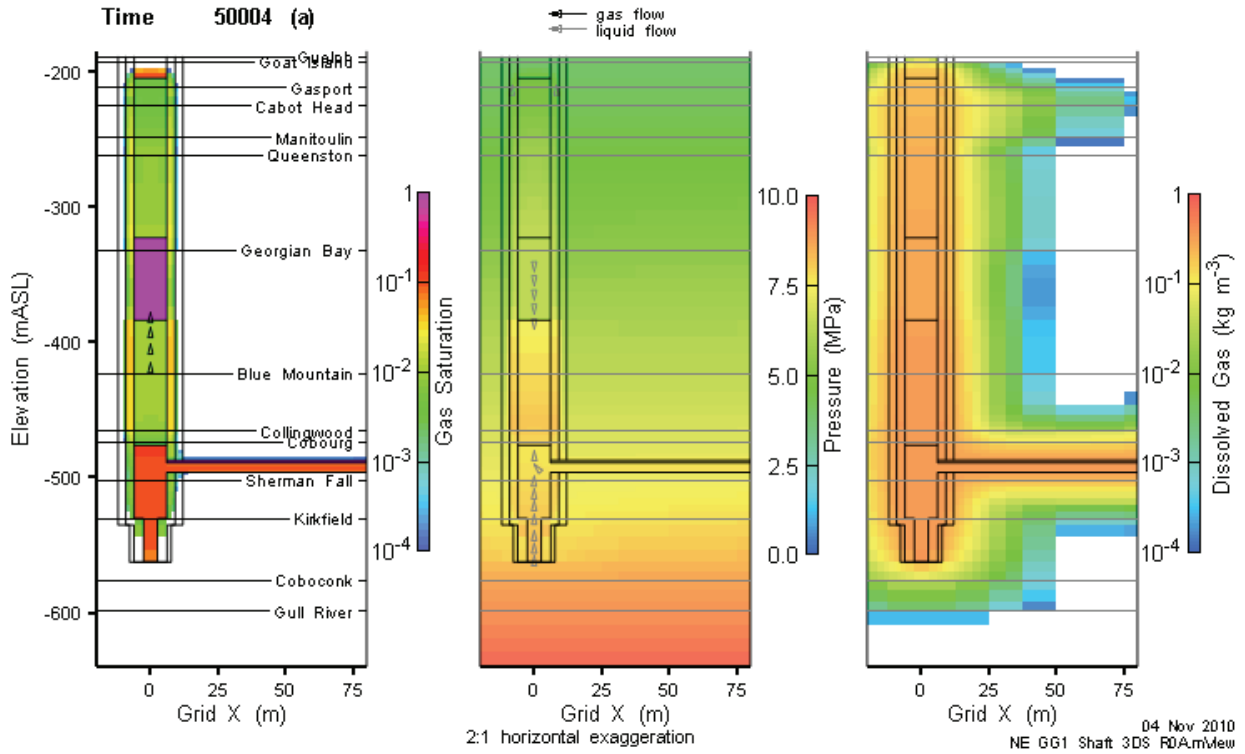 Time 50004 (a)
gas flow
liquid flow
Guelph
Goat Island
Gasport
Cabot Head
Manitoulin
Queenston
Georgian Bay
Blue Mountain
Collingwood
Cobourg
Sherman Fall
Kirkfield
Coboconk
Gull River
-200
-300
-400
-500
-600
Elevation (mASL)
0 25 50 75
Grid X (m)
1
10-1
10-2
10-3
10-4
Gas Saturation
0 25 50 75
Grid X (m)
2:1 horizontal exaggeration
10.0
7.5
5.0
2.5
0.0
Pressure (MPa)
0 25 50 75
Grid X (m)
1
10-1
10-2
10-3
10-4
Dissolved Gas (kg m-3)
04 Nov 2010
NE GG1 Shaft 3DS R0A.mView